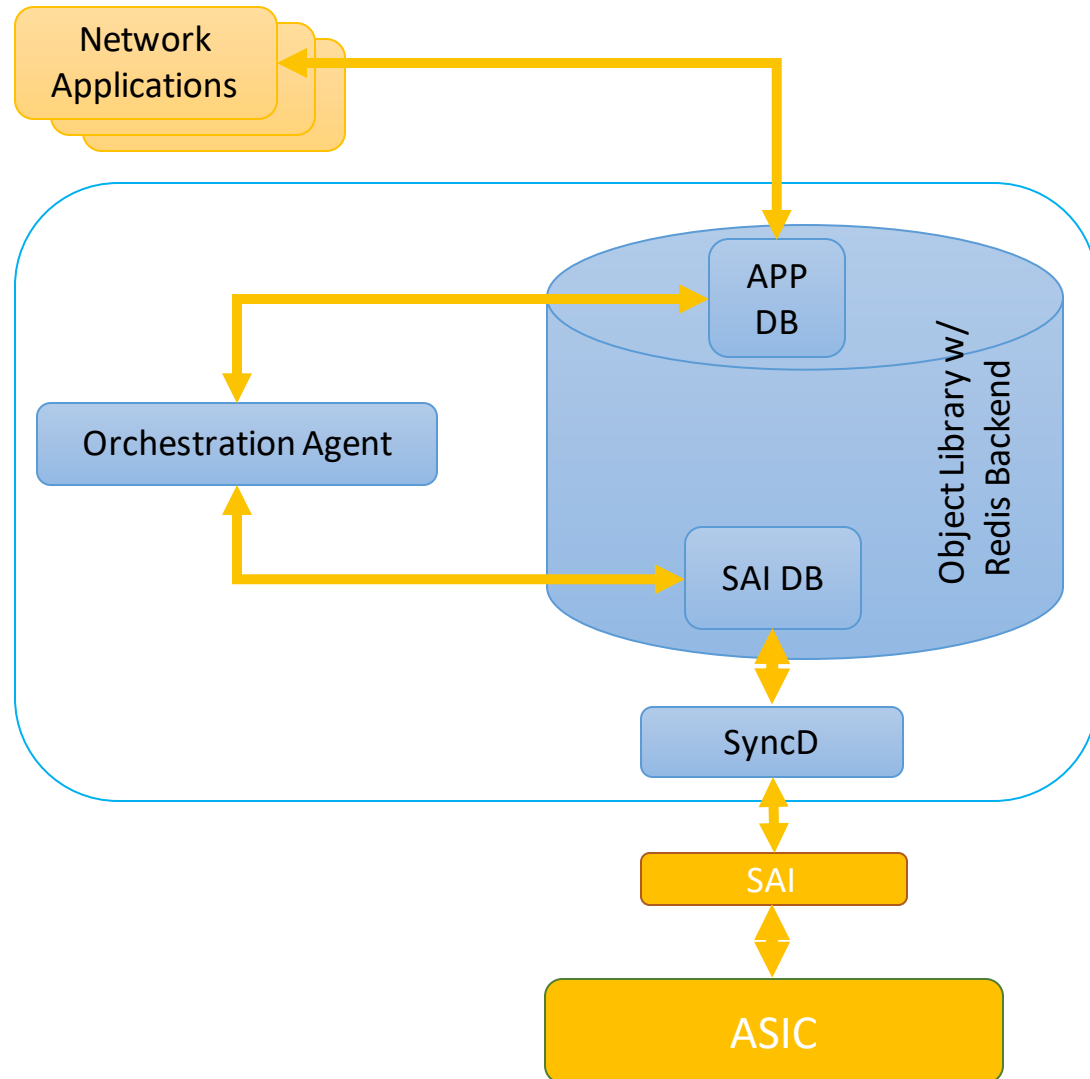 Network
Applications
APP
DB
Object Library w/
Redis Backend
Orchestration Agent
SAI DB
SyncD
SAI
ASIC